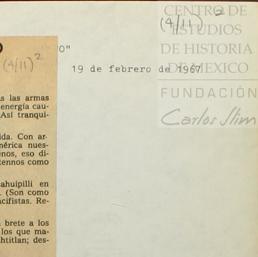 (4/11) 2
CENTRO DE
ESTUDIOS
DE HISTORIA
DE MEXICO
FUNDACIÓN
Carlos Slim
O"
19 de febrero de 1967
O
(4/11) 2
s las armas
energía cau-
Así tranqui-
ida. Con ar-
mérica nues-
enos, eso di-
tennos como
ahuipilli en
. (Son como
acifistas. Re-
n brete a los
los que ma-
htitlan; des-